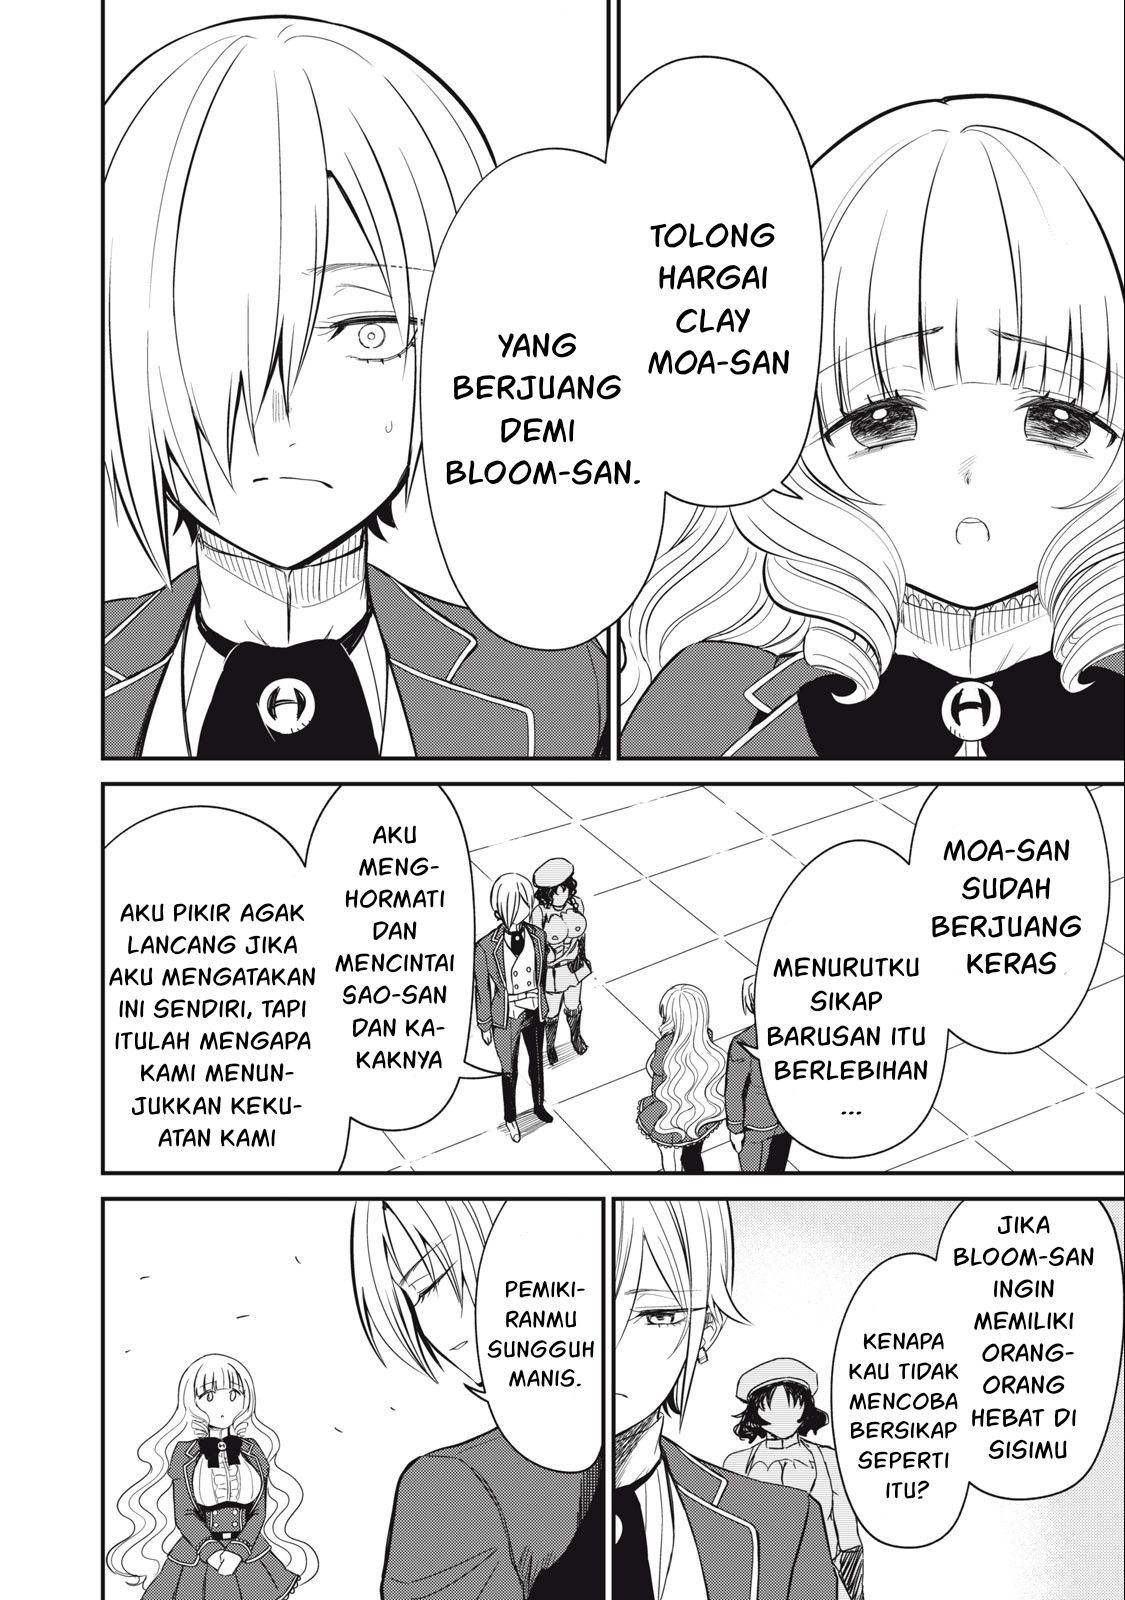 TOLONG
HARGAI
CLAY
MOA-SAN
YANG
BERJUANG
DEMI
BLOOM-SAN.
MOA-SAN
SUDAH
BERJUANG
KERAS
MENURUTKU
SIKAP
BARUSAN ITU
BERLEBIHAN
...
AKU
MENG-
HORMATI
DAN
MENCINTAI
SAO-SAN
DAN KA-
KAKNYA
AKU PIKIR AGAK
LANCANG JIKA
AKU MENGATAKAN
INI SENDIRI, TAPI
ITULAH MENGAPA
KAMI MENUN-
JUKKAN KEKU-
ATAN KAMI
JIKA
BLOOM-SAN
INGIN
MEMILIKI
ORANG-
ORANG
HEBAT DI
SISIMU
KENAPA
KAU TIDAK
MENCOBA
BERSIKAP
SEPERTI
ITU?
PEMIKI-
RANMU
SUNGGUH
MANIS.